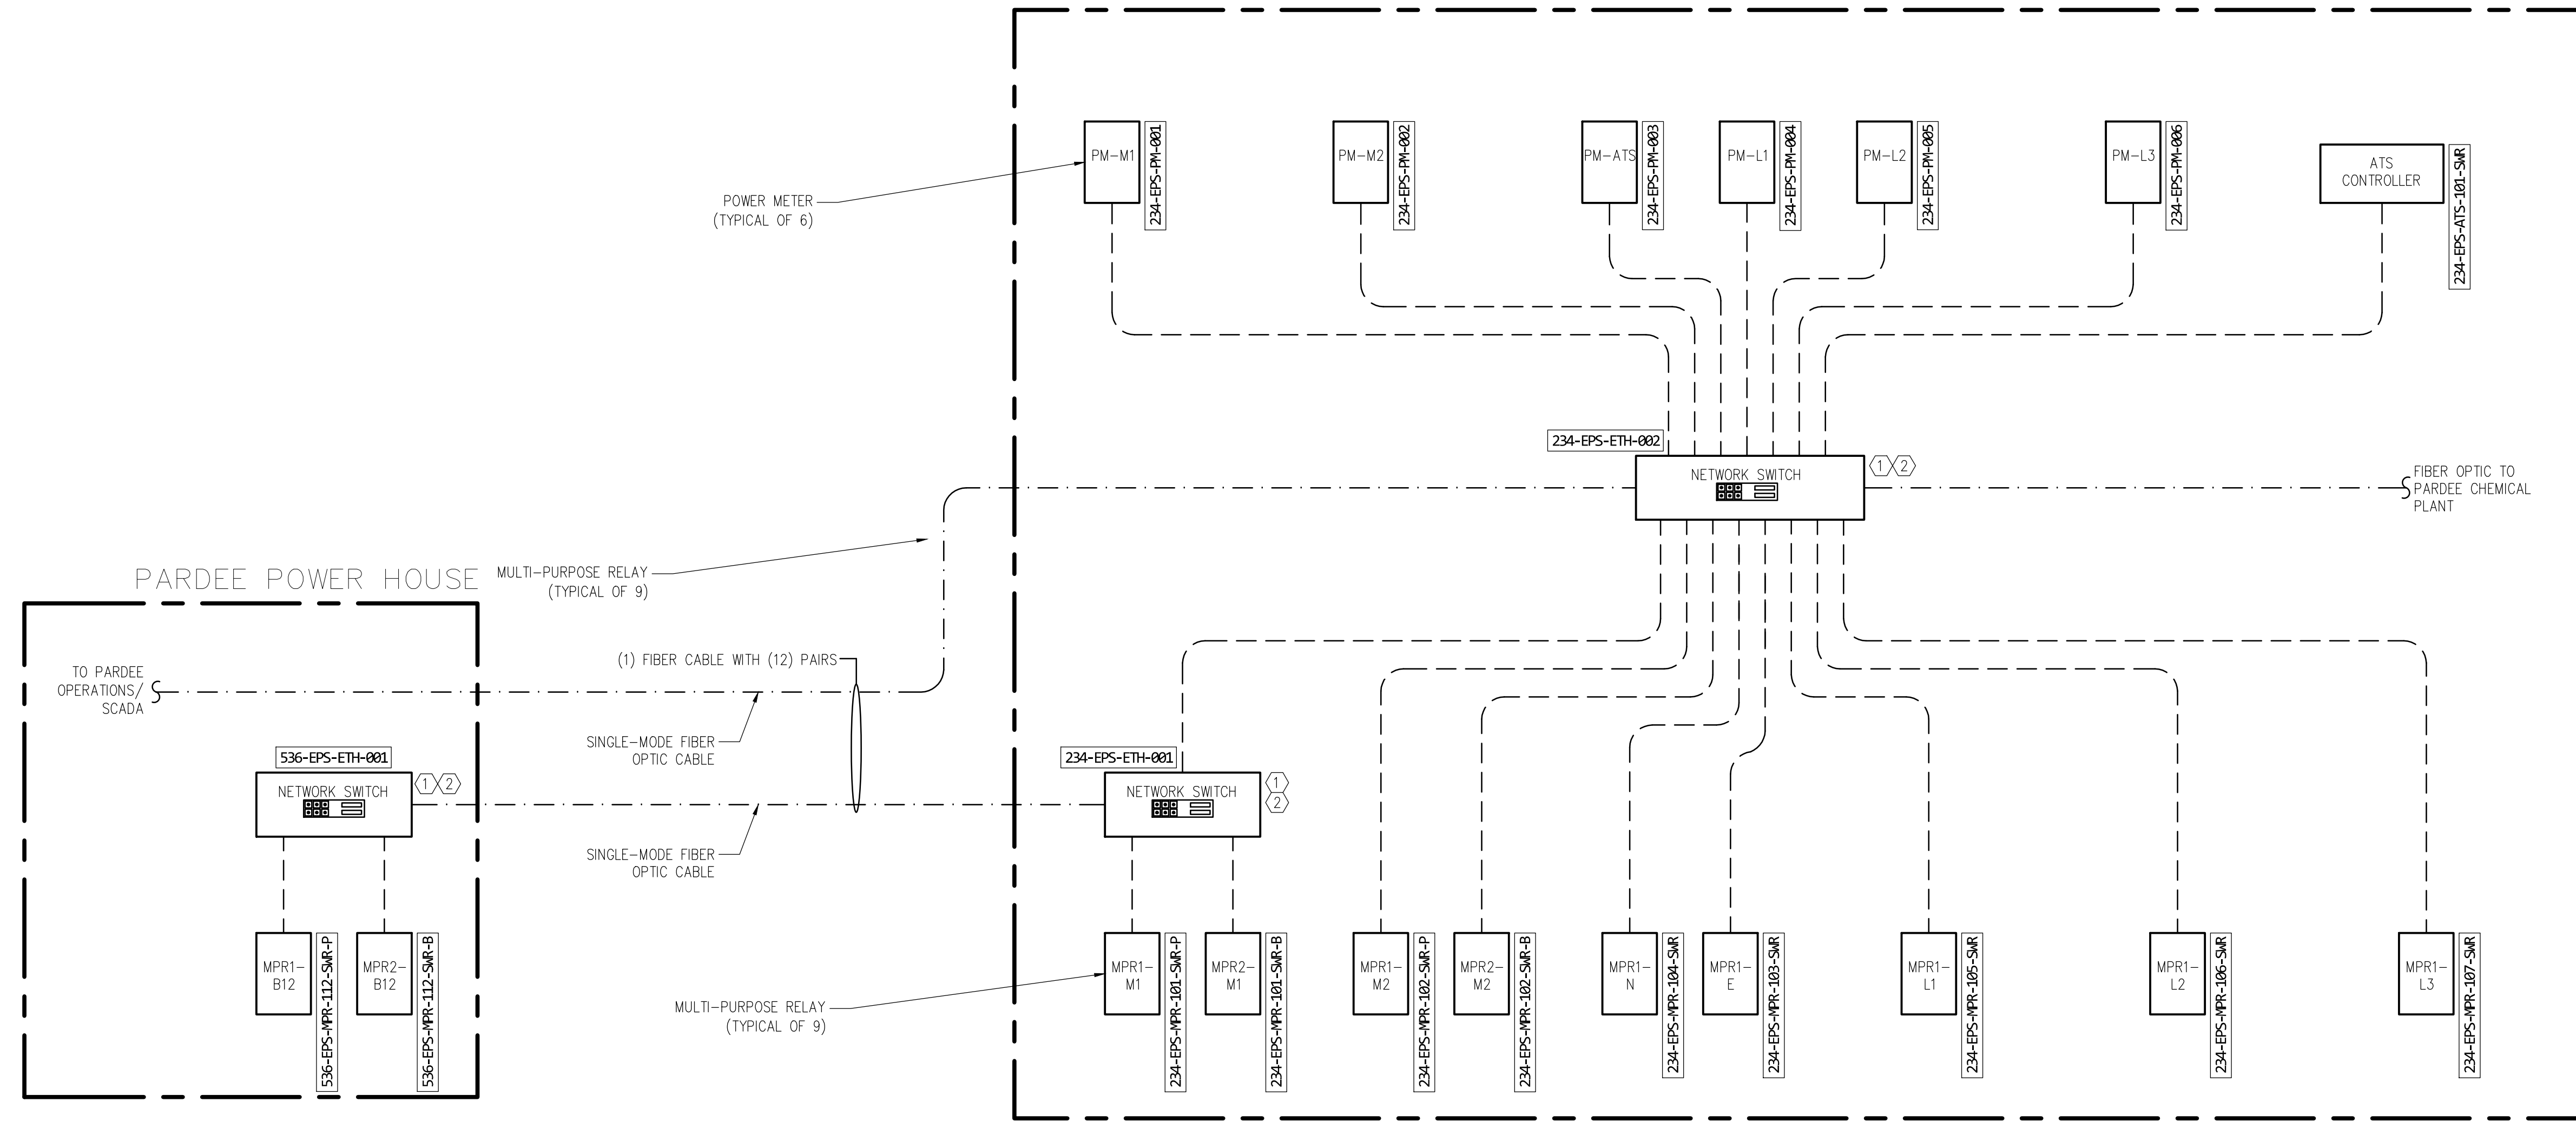 PM-M1
234-EPS-PM-001
PM-M2
234-EPS-PM-002
PM-ATS
234-EPS-PM-003
PM-L1
234-EPS-PM-004
PM-L2
234-EPS-PM-005
PM-L3
234-EPS-PM-006
ATS
CONTROLLER
234-EPS-ATS-101-SWR
POWER METER
(TYPICAL OF 6)
234-EPS-ETH-002
NETWORK SWITCH
1
2
FIBER OPTIC TO
PARDEE CHEMICAL
PLANT
MULTI-PURPOSE RELAY
(TYPICAL OF 9)
PARDEE POWER HOUSE
TO PARDEE
OPERATIONS/
SCADA
(1) FIBER CABLE WITH (12) PAIRS
SINGLE-MODE FIBER
OPTIC CABLE
536-EPS-ETH-001
NETWORK SWITCH
1
2
234-EPS-ETH-001
NETWORK SWITCH
1
2
SINGLE-MODE FIBER
OPTIC CABLE
MPR1-
B12
536-EPS-MPR-112-SWR-P
MPR2-
B12
536-EPS-MPR-112-SWR-B
MULTI-PURPOSE RELAY
(TYPICAL OF 9)
MPR1-
M1
234-EPS-MPR-101-SWR-P
MPR2-
M1
234-EPS-MPR-101-SWR-B
MPR1-
M2
234-EPS-MPR-102-SWR-P
MPR2-
M2
234-EPS-MPR-102-SWR-B
MPR1-
N
234-EPS-MPR-104-SWR
MPR1-
E
234-EPS-MPR-103-SWR
MPR1-
L1
234-EPS-MPR-105-SWR
MPR1-
L2
234-EPS-MPR-106-SWR
MPR1-
L3
234-EPS-MPR-107-SWR